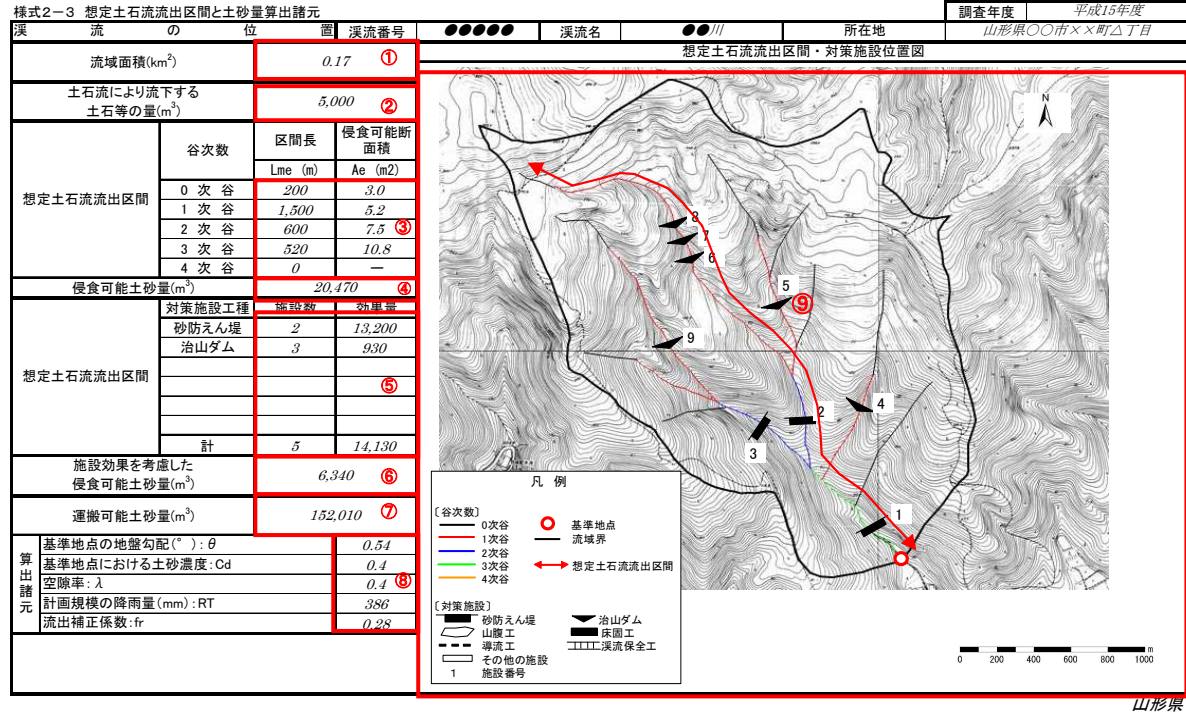 様式2-3 想定土石流流出区間と土砂量算出諸元
調査年度 平成15年度
渓流の位置 渓流番号 ●●●●● 渓流名 ●●川 所在地 山形県〇〇市××町△丁目
流域面積(km²) 0.17 ①
土石流により流下する
土石等の量(m³) 5,000 ②
想定土石流流出区間 谷次数 区間長 侵食可能断面積
Lme (m) Ae (m2)
0次谷 200 3.0
1次谷 1,500 5.2
2次谷 600 7.5 ③
3次谷 520 10.8
4次谷 0 ―
侵食可能土砂量(m³) 20,470 ④
想定土石流流出区間 対策施設工種 施設数 効果量
砂防えん堤 2 13,200
治山ダム 3 930
⑤
計 5 14,130
施設効果を考慮した
侵食可能土砂量(m³) 6,340 ⑥
運搬可能土砂量(m³) 152,010 ⑦
算出諸元
基準地点の地盤勾配(°):θ 0.54
基準地点における土砂濃度:Cd 0.4
空隙率:λ 0.4 ⑧
計画規模の降雨量(mm):RT 386
流出補正係数:fr 0.28
想定土石流流出区間・対策施設位置図
N
8
7
6
5 ⑨
9
4
2
3
1
凡 例
〔谷次数〕
0次谷 基準地点
1次谷 流域界
2次谷
3次谷 想定土石流流出区間
4次谷
〔対策施設〕
砂防えん堤 治山ダム
山腹工 床固工
導流工 渓流保全工
その他の施設
1 施設番号
0 200 400 600 800 1000 m
山形県